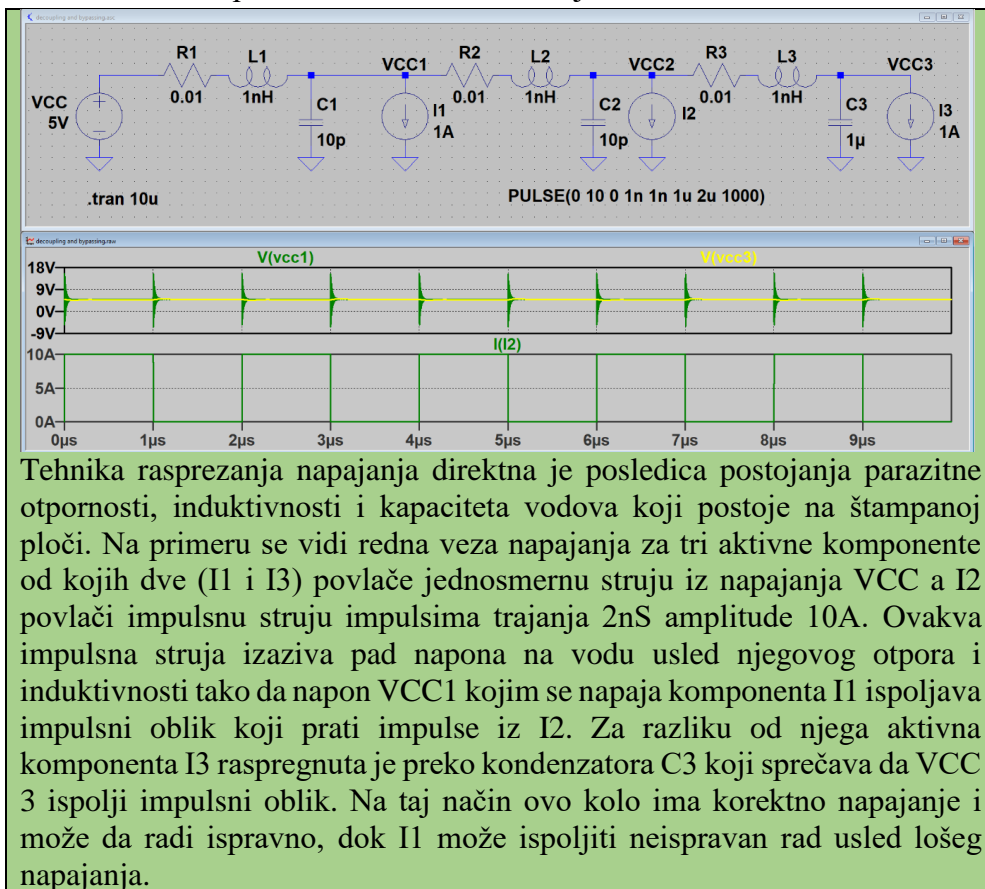 decoupling and bypassing.asc
R1 L1 VCC1 R2 L2 VCC2 R3 L3 VCC3
0.01 1nH 0.01 1nH 0.01 1nH
VCC C1 I1 C2 I2 C3 I3
5V 10p 1A 10p 1µ 1A
.tran 10u PULSE(0 10 0 1n 1n 1u 2u 1000)
decoupling and bypassing.raw
V(vcc1) V(vcc3)
18V
9V
0V
-9V
I(I2)
10A
5A
0A
0µs 1µs 2µs 3µs 4µs 5µs 6µs 7µs 8µs 9µs
Tehnika rasprezanja napajanja direktna je posledica postojanja parazitne
otpornosti, induktivnosti i kapaciteta vodova koji postoje na štampanoj
ploči. Na primeru se vidi redna veza napajanja za tri aktivne komponente
od kojih dve (I1 i I3) povlače jednosmernu struju iz napajanja VCC a I2
povlači impulsnu struju impulsima trajanja 2nS amplitude 10A. Ovakva
impulsna struja izaziva pad napona na vodu usled njegovog otpora i
induktivnosti tako da napon VCC1 kojim se napaja komponenta I1 ispoljava
impulsni oblik koji prati impulse iz I2. Za razliku od njega aktivna
komponenta I3 raspregnuta je preko kondenzatora C3 koji sprečava da VCC
3 ispolji impulsni oblik. Na taj način ovo kolo ima korektno napajanje i
može da radi ispravno, dok I1 može ispoljiti neispravan rad usled lošeg
napajanja.